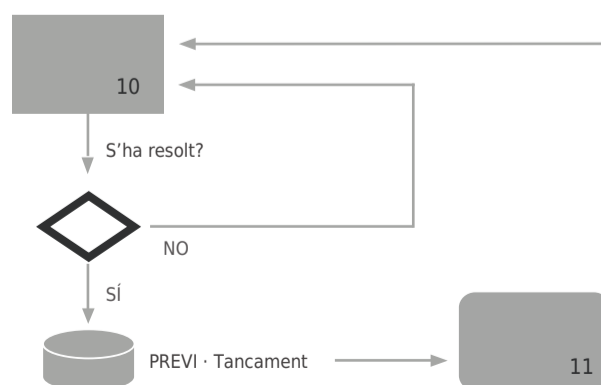 10
S’ha resolt?
NO
SÍ
PREVI · Tancament
11